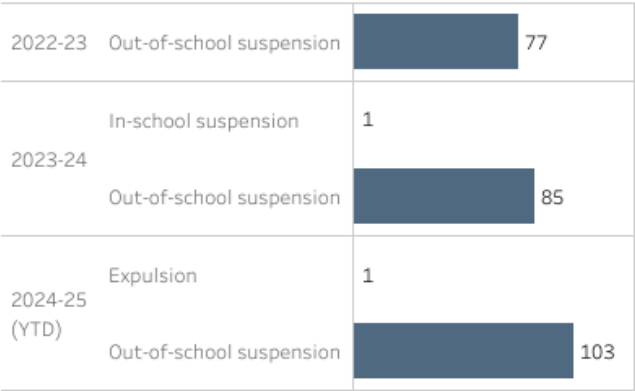 2022-23 Out-of-school suspension 77
In-school suspension 1
2023-24
Out-of-school suspension 85
Expulsion 1
2024-25
(YTD)
Out-of-school suspension 103